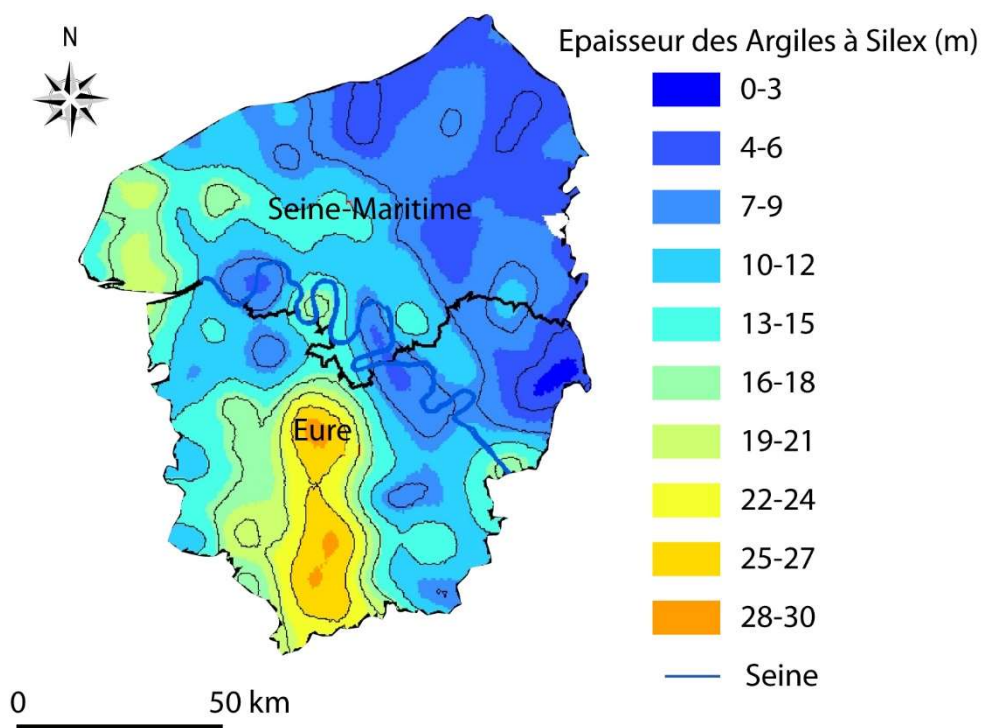 N
Epaisseur des Argiles à Silex (m)
0-3
4-6
7-9
10-12
13-15
16-18
19-21
22-24
25-27
28-30
Seine
Seine-Maritime
Eure
0 50 km